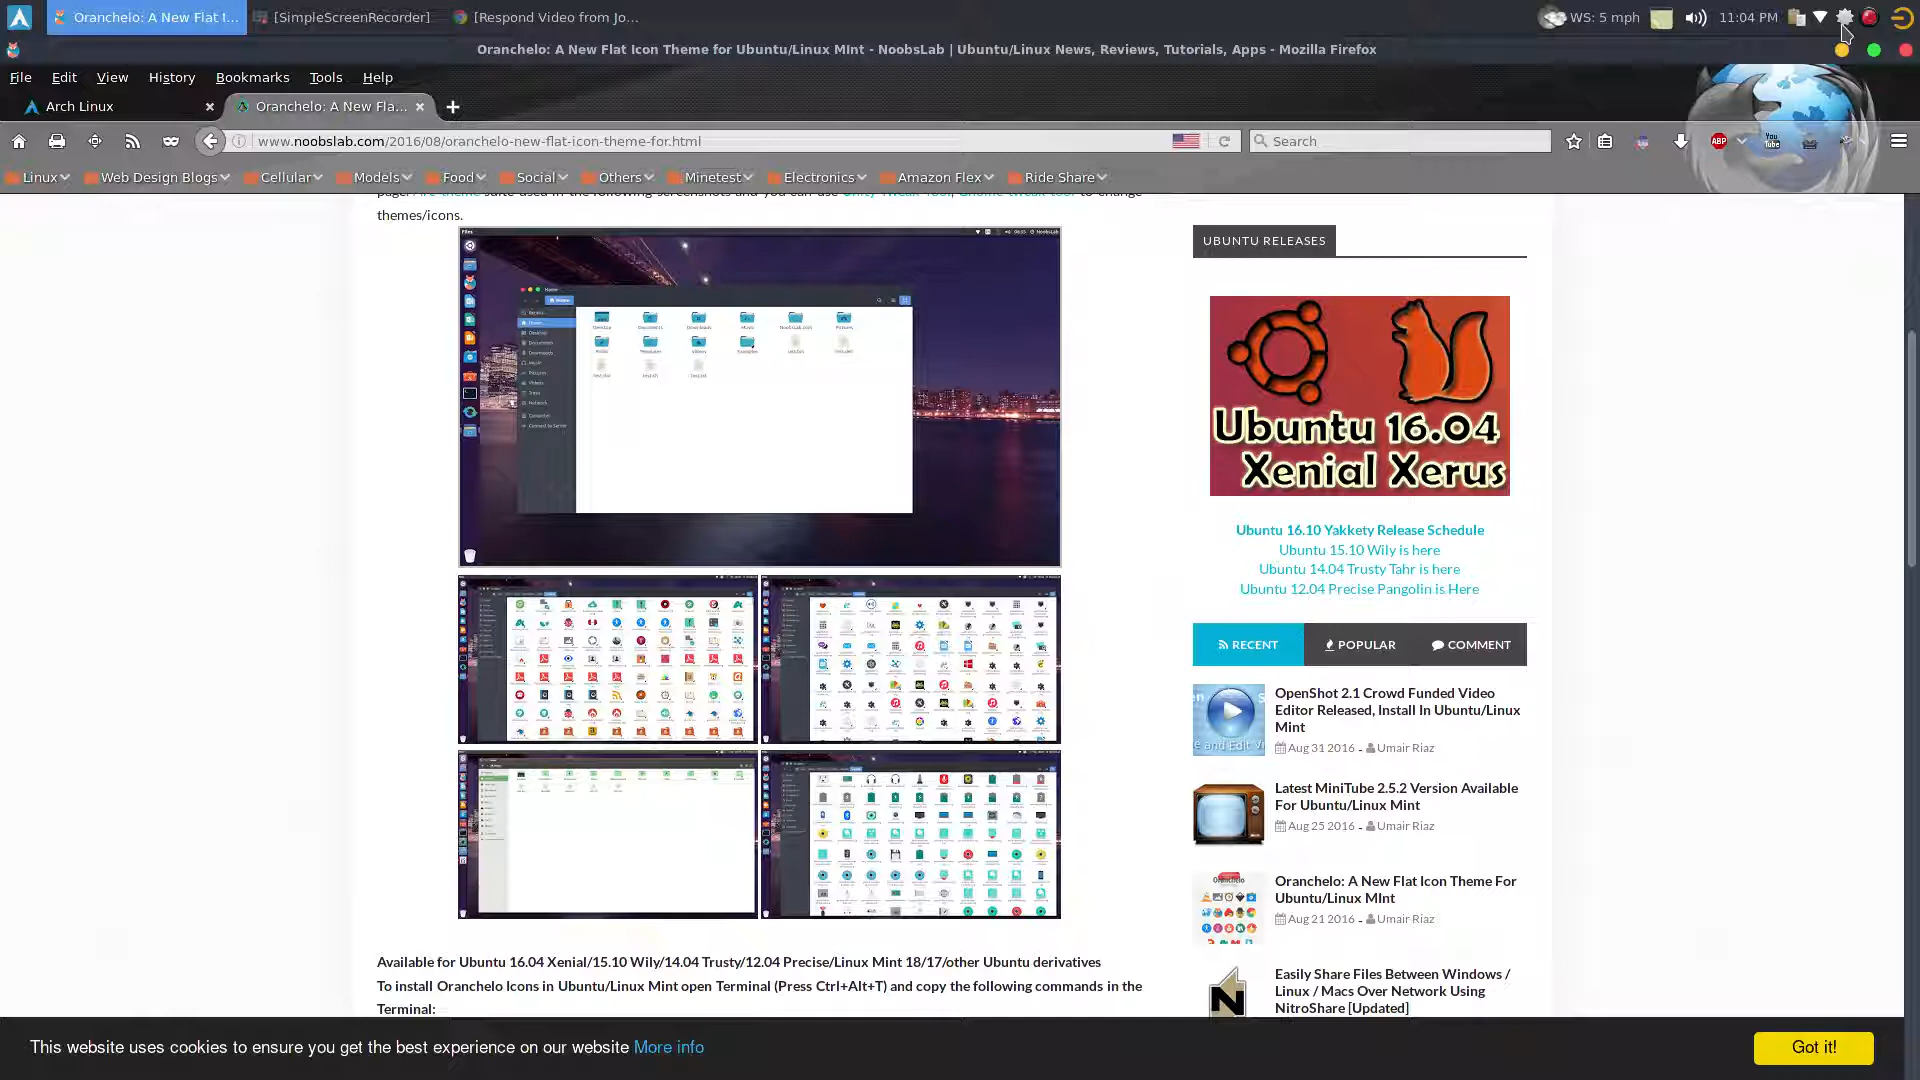 Oranchelo: A New Flat I...
[SimpleScreenRecorder]
[Respond Video from Jo...
WS: 5 mph
11:04 PM
Oranchelo: A New Flat Icon Theme for Ubuntu/Linux MInt - NoobsLab | Ubuntu/Linux News, Reviews, Tutorials, Apps - Mozilla Firefox
File Edit View History Bookmarks Tools Help
Arch Linux
Oranchelo: A New Fla...
www.noobslab.com/2016/08/oranchelo-new-flat-icon-theme-for.html
Search
ABP
You Tube
Linux Web Design Blogs Cellular Models Food Social Others Minetest Electronics Amazon Flex Ride Share
themes/icons.
UBUNTU RELEASES
Ubuntu 16.04
Xenial Xerus
Ubuntu 16.10 Yakkety Release Schedule
Ubuntu 15.10 Wily is here
Ubuntu 14.04 Trusty Tahr is here
Ubuntu 12.04 Precise Pangolin is Here
RECENT POPULAR COMMENT
OpenShot 2.1 Crowd Funded Video
Editor Released, Install In Ubuntu/Linux
Mint
Aug 31 2016 - Umair Riaz
Latest MiniTube 2.5.2 Version Available
For Ubuntu/Linux Mint
Aug 25 2016 - Umair Riaz
Oranchelo: A New Flat Icon Theme For
Ubuntu/Linux MInt
Aug 21 2016 - Umair Riaz
Easily Share Files Between Windows /
Linux / Macs Over Network Using
NitroShare [Updated]
Available for Ubuntu 16.04 Xenial/15.10 Wily/14.04 Trusty/12.04 Precise/Linux Mint 18/17/other Ubuntu derivatives
To install Oranchelo Icons in Ubuntu/Linux Mint open Terminal (Press Ctrl+Alt+T) and copy the following commands in the
Terminal:
This website uses cookies to ensure you get the best experience on our website More info
Got it!